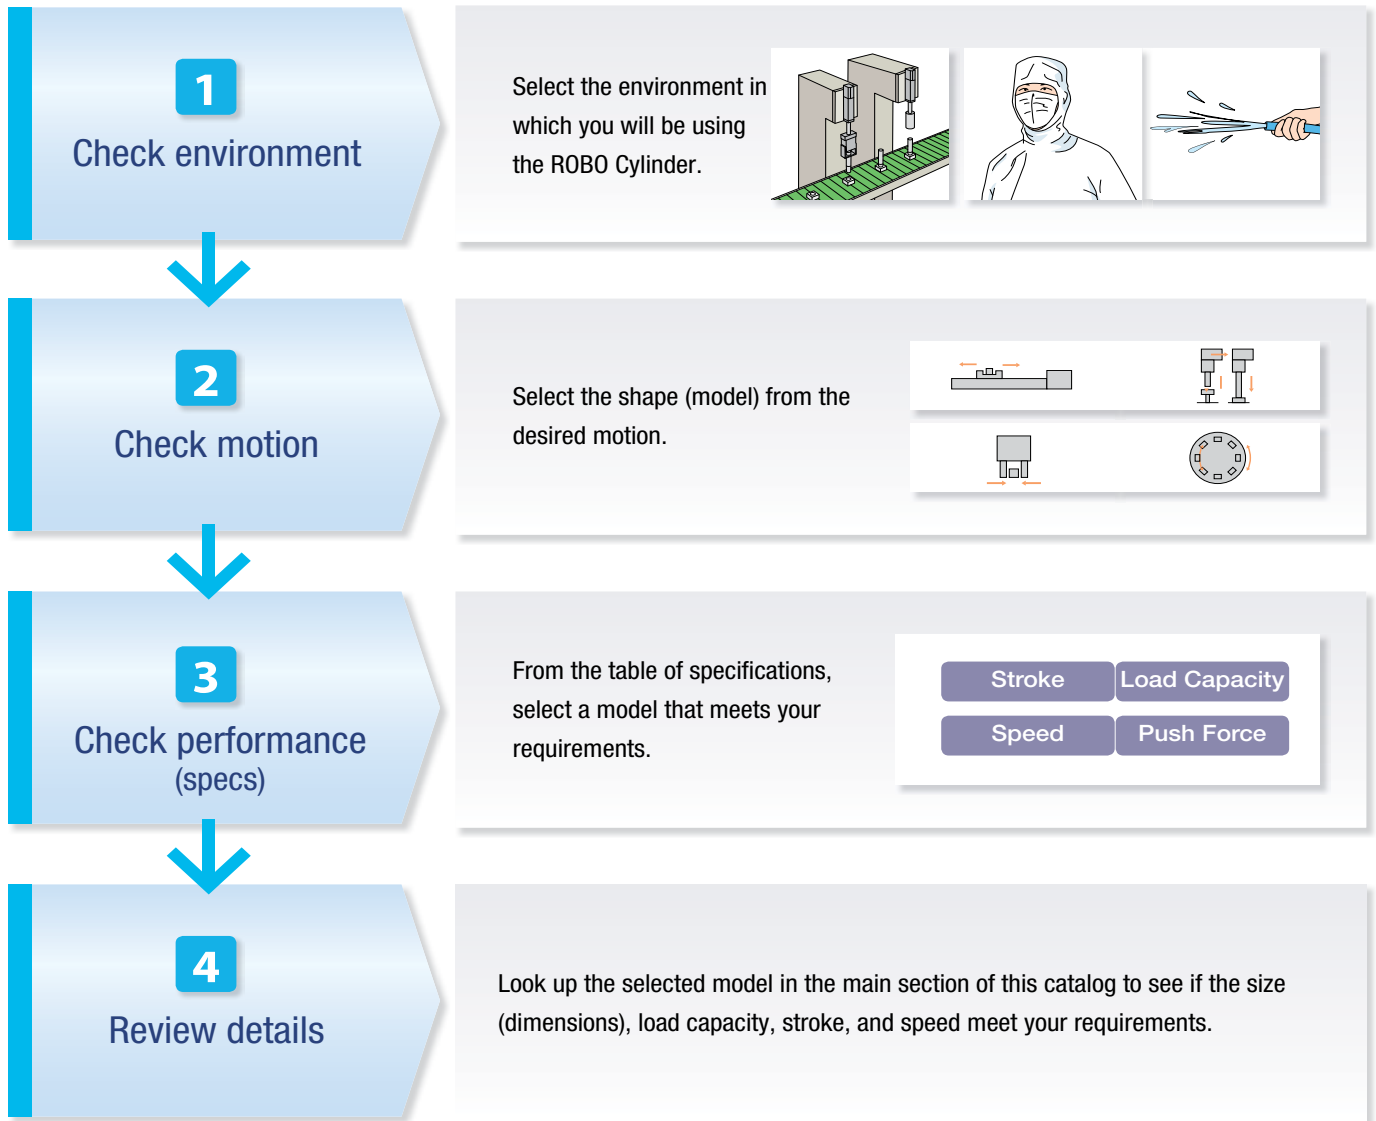 1
Check environment
Select the environment in
which you will be using
the ROBO Cylinder.
2
Check motion
Select the shape (model) from the
desired motion.
3
Check performance
(specs)
From the table of specifications,
select a model that meets your
requirements.
Stroke
Load Capacity
Speed
Push Force
4
Review details
Look up the selected model in the main section of this catalog to see if the size
(dimensions), load capacity, stroke, and speed meet your requirements.